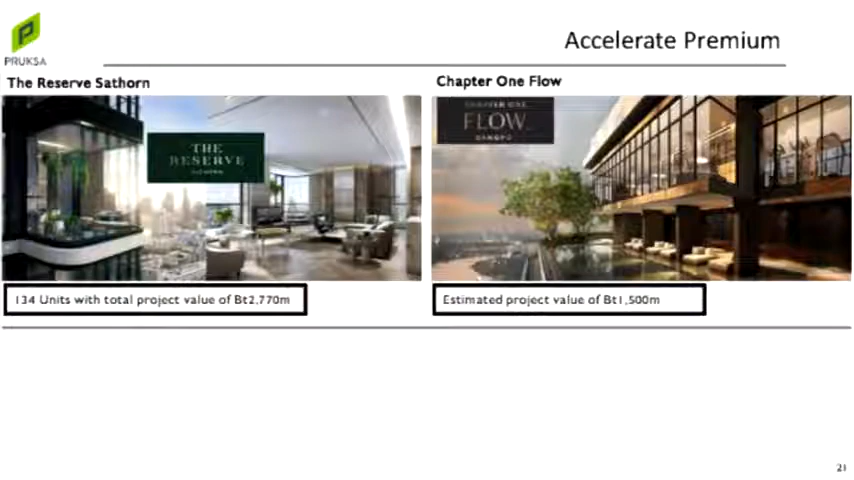 PRUKSA
Accelerate Premium
The Reserve Sathorn
Chapter One Flow
THE
RESERVE
CHAPTER ONE
FLOW
BANGPO
134 Units with total project value of Bt2,770m
Estimated project value of Bt1,500m
21